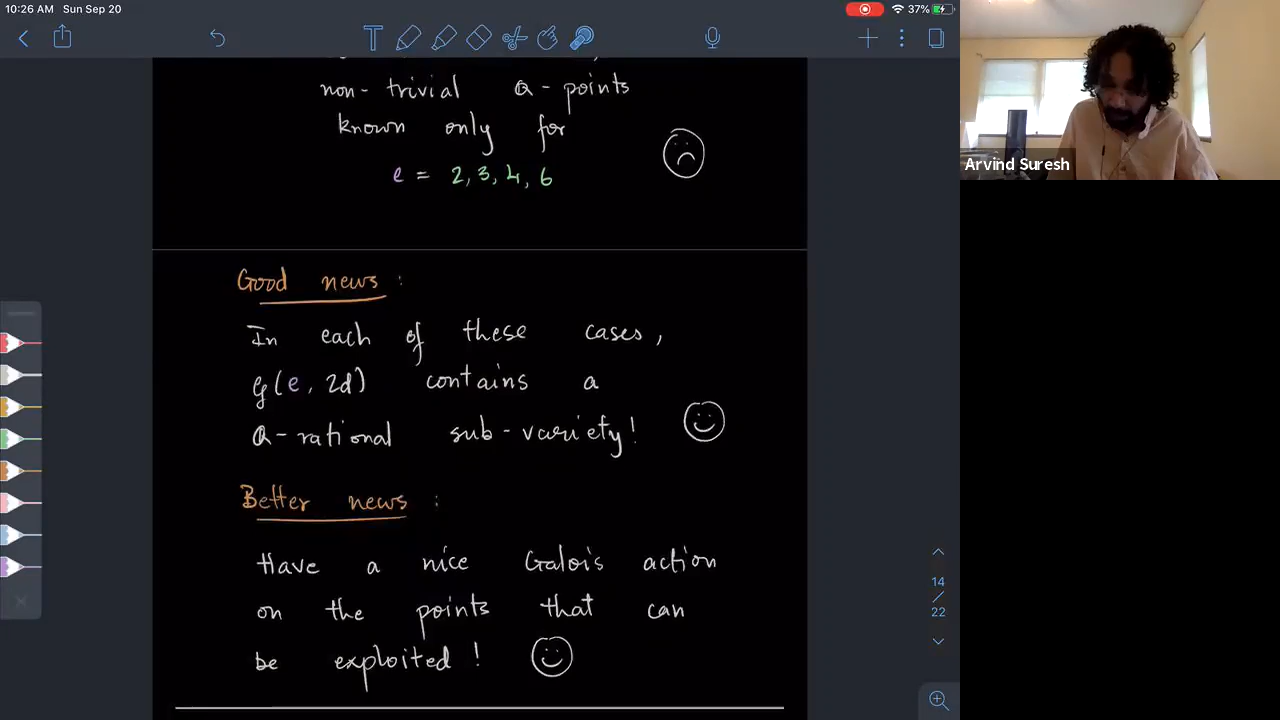 10:26 AM Sun Sep 20
37%
non-trivial Q-points
known only for
e = 2, 3, 4, 6
Good news :
In each of these cases,
(e, 2d) contains a
Q-rational sub-variety!
Better news :
Have a nice Galois action
on the points that can
be exploited !
14
/
22
Arvind Suresh